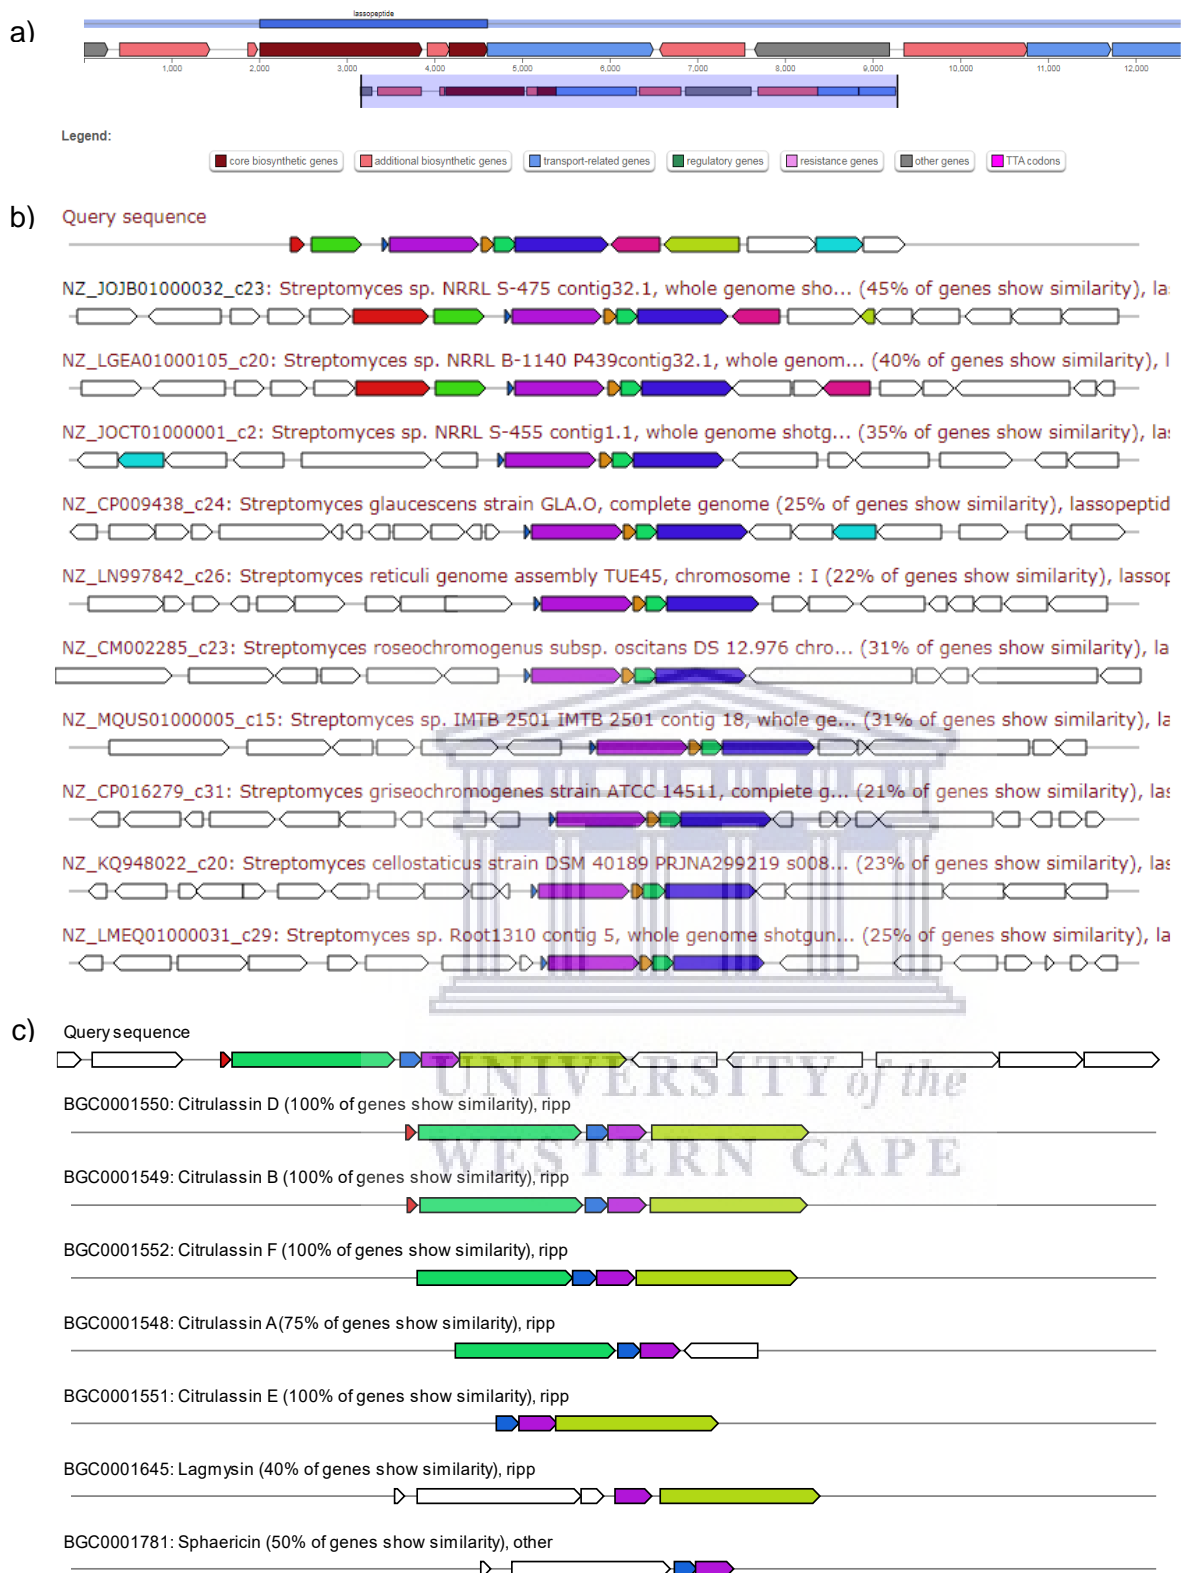 a)
lassopeptide
1,000 2,000 3,000 4,000 5,000 6,000 7,000 8,000 9,000 10,000 11,000 12,000
Legend:
core biosynthetic genes additional biosynthetic genes transport-related genes regulatory genes resistance genes other genes TTA codons
b)
Query sequence
NZ_JOJB01000032_c23: Streptomyces sp. NRRL S-475 contig32.1, whole genome sho... (45% of genes show similarity), la
NZ_LGEA01000105_c20: Streptomyces sp. NRRL B-1140 P439contig32.1, whole genom... (40% of genes show similarity), l
NZ_JOCT01000001_c2: Streptomyces sp. NRRL S-455 contig1.1, whole genome shotg... (35% of genes show similarity), la
NZ_CP009438_c24: Streptomyces glaucescens strain GLA.O, complete genome (25% of genes show similarity), lassopeptid
NZ_LN997842_c26: Streptomyces reticuli genome assembly TUE45, chromosome : I (22% of genes show similarity), lassop
NZ_CM002285_c23: Streptomyces roseochromogenus subsp. oscitans DS 12.976 chro... (31% of genes show similarity), la
NZ_MQUS01000005_c15: Streptomyces sp. IMTB 2501 IMTB 2501 contig 18, whole ge... (31% of genes show similarity), la
NZ_CP016279_c31: Streptomyces griseochromogenes strain ATCC 14511, complete g... (21% of genes show similarity), las
NZ_KQ948022_c20: Streptomyces cellostaticus strain DSM 40189 PRJNA299219 s008... (23% of genes show similarity), las
NZ_LMEQ01000031_c29: Streptomyces sp. Root1310 contig 5, whole genome shotgun... (25% of genes show similarity), la
c)
Query sequence
UNIVERSITY of the
BGC0001550: Citrulassin D (100% of genes show similarity), ripp
WESTERN CAPE
BGC0001549: Citrulassin B (100% of genes show similarity), ripp
BGC0001552: Citrulassin F (100% of genes show similarity), ripp
BGC0001548: Citrulassin A (75% of genes show similarity), ripp
BGC0001551: Citrulassin E (100% of genes show similarity), ripp
BGC0001645: Lagmysin (40% of genes show similarity), ripp
BGC0001781: Sphaericin (50% of genes show similarity), other